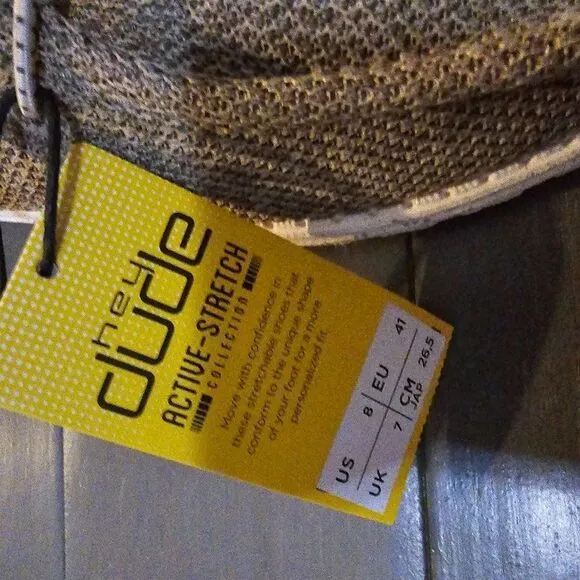 hey
dude
ACTIVE-STRETCH
COLLECTION
Move with confidence in
these stretchable shoes that
conform to the unique shape
of your foot for a more
personalized fit.
US 8 EU 41
UK 7 CM JAP 26,5